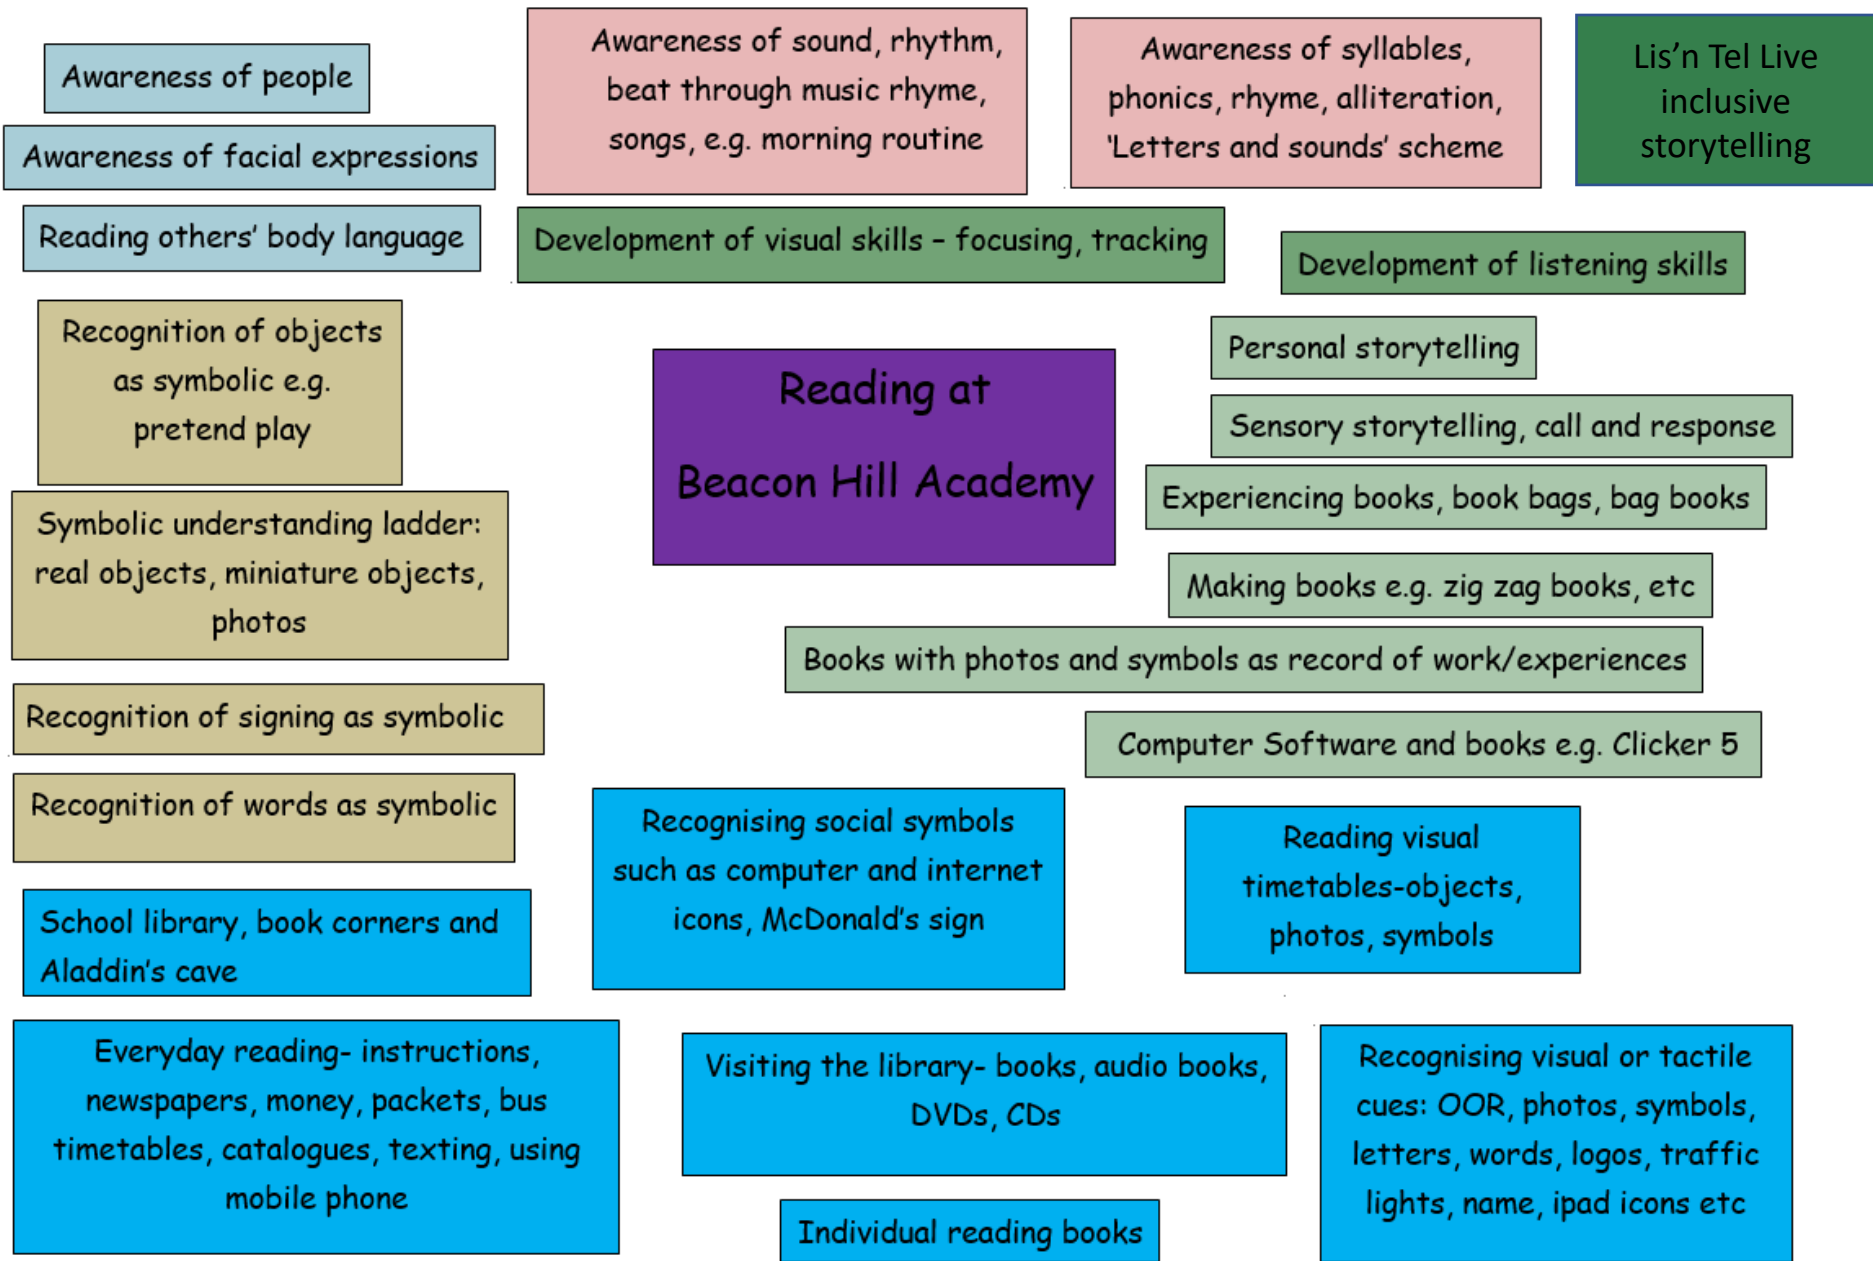 Awareness of people
Awareness of facial expressions
Reading others' body language
Awareness of sound, rhythm,
beat through music rhyme,
songs, e.g. morning routine
Awareness of syllables,
phonics, rhyme, alliteration,
'Letters and sounds' scheme
Lis'n Tel Live
inclusive
storytelling
Development of visual skills – focusing, tracking
Development of listening skills
Recognition of objects
as symbolic e.g.
pretend play
Symbolic understanding ladder:
real objects, miniature objects,
photos
Recognition of signing as symbolic
Recognition of words as symbolic
Reading at
Beacon Hill Academy
Personal storytelling
Sensory storytelling, call and response
Experiencing books, book bags, bag books
Making books e.g. zig zag books, etc
Books with photos and symbols as record of work/experiences
Computer Software and books e.g. Clicker 5
School library, book corners and
Aladdin's cave
Recognising social symbols
such as computer and internet
icons, McDonald's sign
Reading visual
timetables-objects,
photos, symbols
Everyday reading- instructions,
newspapers, money, packets, bus
timetables, catalogues, texting, using
mobile phone
Visiting the library- books, audio books,
DVDs, CDs
Individual reading books
Recognising visual or tactile
cues: OOR, photos, symbols,
letters, words, logos, traffic
lights, name, ipad icons etc